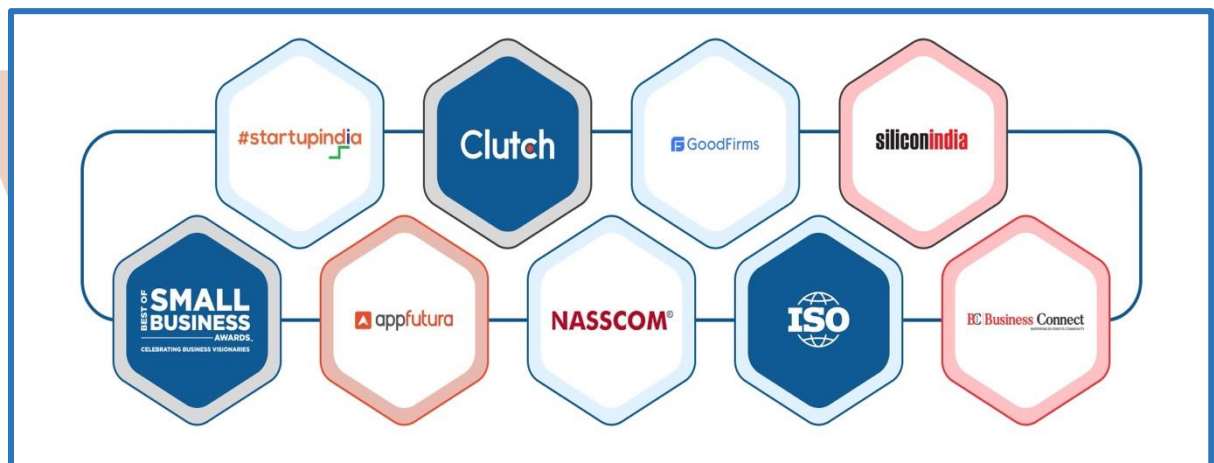 #startupindia
Clutch
GoodFirms
siliconindia
BEST OF
SMALL
BUSINESS
AWARDS
CELEBRATING BUSINESS VISIONARIES
appfutura
NASSCOM®
ISO
BC Business Connect